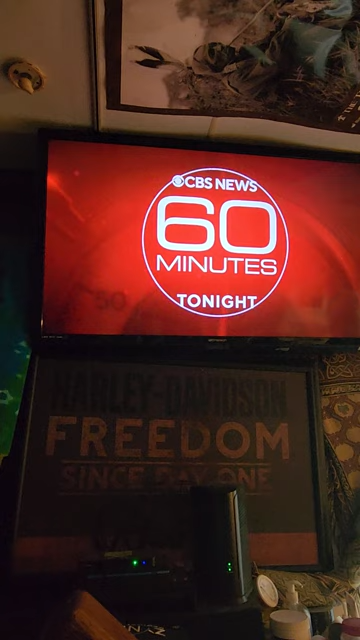 CBS NEWS
60
MINUTES
TONIGHT
HARLEY-DAVIDSON
FREEDOM
SINCE DAY ONE